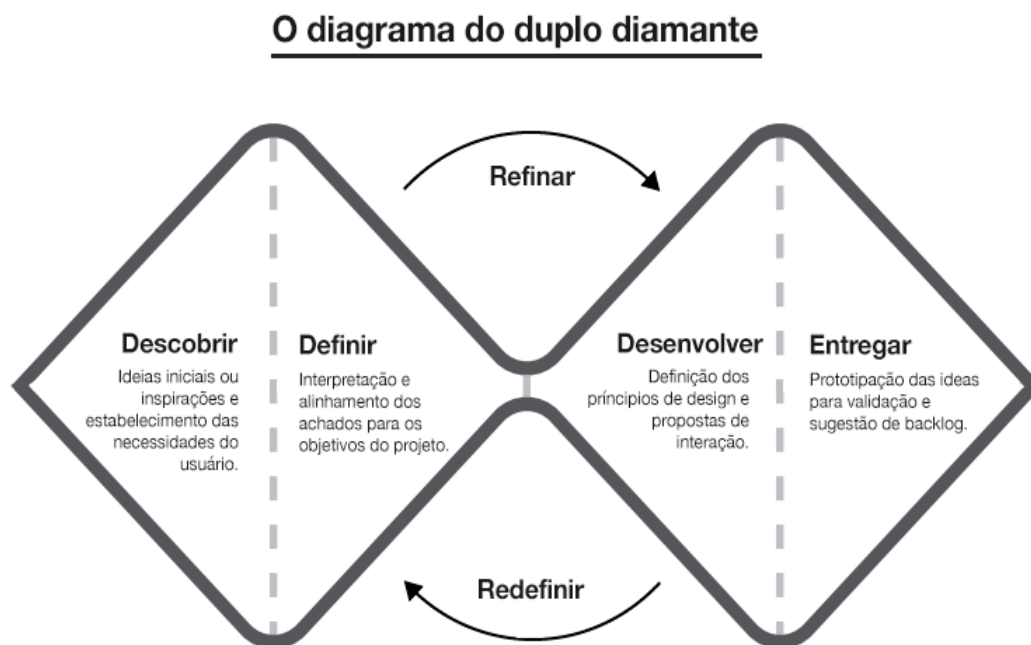 O diagrama do duplo diamante
Refinar
Descobrir
Ideias iniciais ou
inspirações e
estabelecimento das
necessidades do
usuário.
Definir
Interpretação e
alinhamento dos
achados para os
objetivos do projeto.
Desenvolver
Definição dos
príncípios de design e
propostas de
interação.
Entregar
Prototipação das ideas
para validação e
sugestão de backlog.
Redefinir